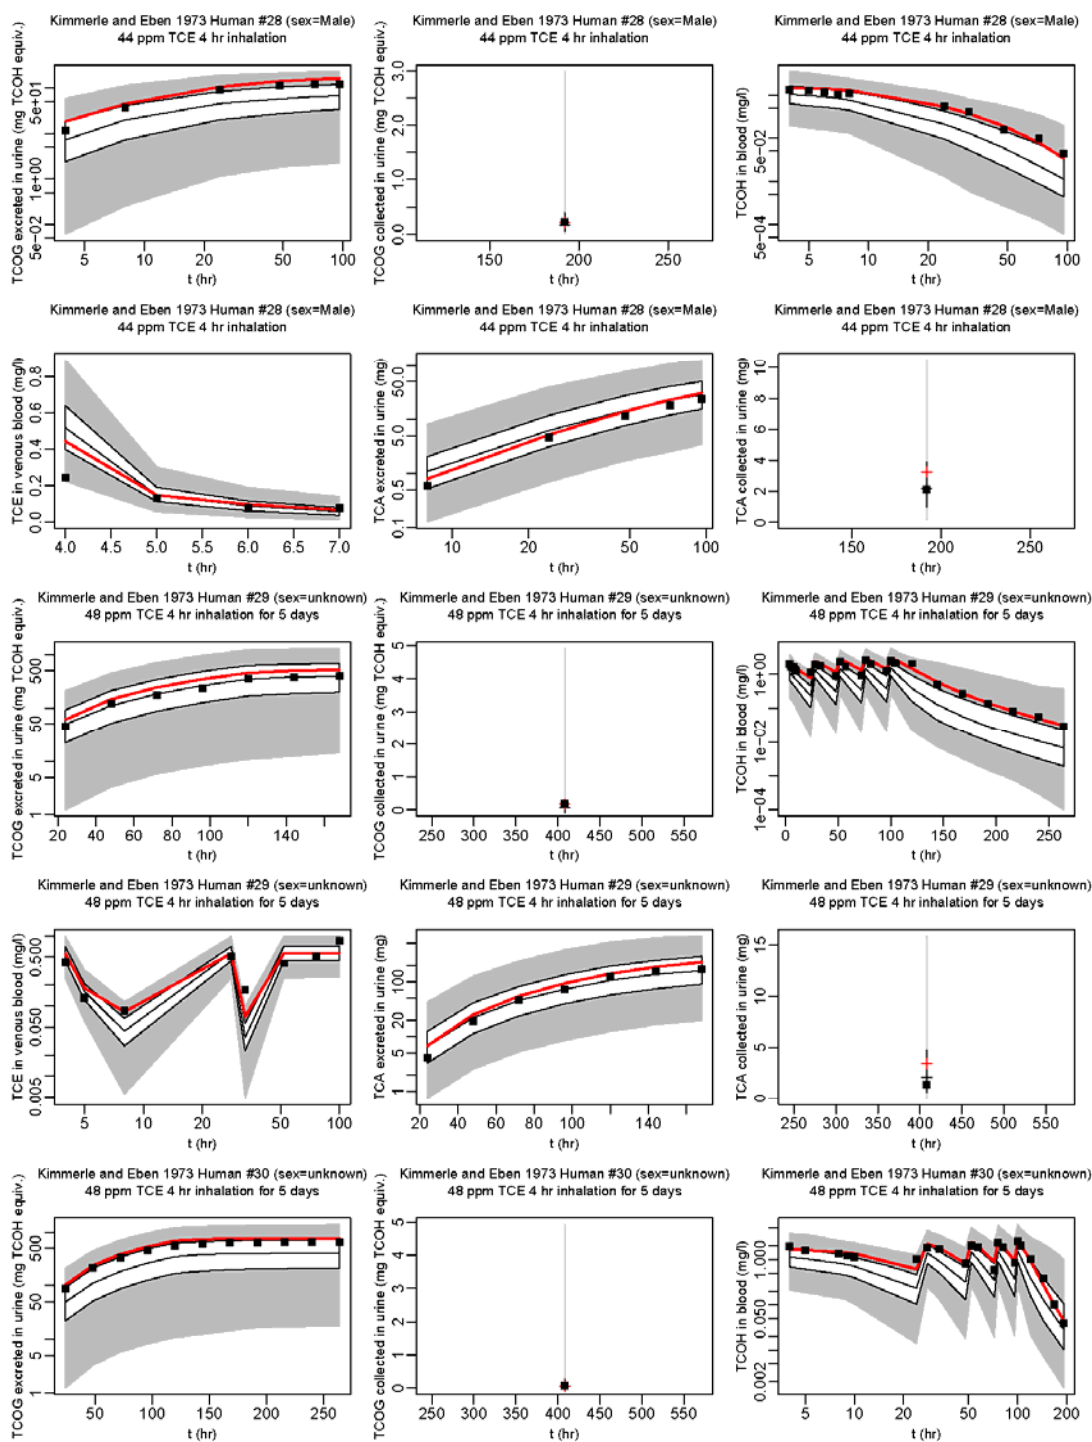 Kimmerle and Eben 1973 Human #28 (sex=Male)
44 ppm TCE 4 hr inhalation
TCOG excreted in urine (mg TCOH equiv.)
5e+01
1e+00
5e−02
5 10 20 50 100
t (hr)
Kimmerle and Eben 1973 Human #28 (sex=Male)
44 ppm TCE 4 hr inhalation
TCOG collected in urine (mg TCOH equiv.)
3.0
2.0
1.0
0.0
150 200 250
t (hr)
Kimmerle and Eben 1973 Human #28 (sex=Male)
44 ppm TCE 4 hr inhalation
TCOH in blood (mg/l)
5e−02
5e−04
5 10 20 50 100
t (hr)
Kimmerle and Eben 1973 Human #28 (sex=Male)
44 ppm TCE 4 hr inhalation
TCE in venous blood (mg/l)
0.8
0.6
0.4
0.2
0.0
4.0 4.5 5.0 5.5 6.0 6.5 7.0
t (hr)
Kimmerle and Eben 1973 Human #28 (sex=Male)
44 ppm TCE 4 hr inhalation
TCA excreted in urine (mg)
50.0
5.0
0.5
0.1
10 20 50 100
t (hr)
Kimmerle and Eben 1973 Human #28 (sex=Male)
44 ppm TCE 4 hr inhalation
TCA collected in urine (mg)
10
8
6
4
2
0
150 200 250
t (hr)
Kimmerle and Eben 1973 Human #29 (sex=unknown)
48 ppm TCE 4 hr inhalation for 5 days
TCOG excreted in urine (mg TCOH equiv.)
500
50
5
1
20 40 60 80 100 140
t (hr)
Kimmerle and Eben 1973 Human #29 (sex=unknown)
48 ppm TCE 4 hr inhalation for 5 days
TCOG collected in urine (mg TCOH equiv.)
5
4
3
2
1
0
250 300 350 400 450 500 550
t (hr)
Kimmerle and Eben 1973 Human #29 (sex=unknown)
48 ppm TCE 4 hr inhalation for 5 days
TCOH in blood (mg/l)
1e+00
1e−02
1e−04
0 50 100 150 200 250
t (hr)
Kimmerle and Eben 1973 Human #29 (sex=unknown)
48 ppm TCE 4 hr inhalation for 5 days
TCE in venous blood (mg/l)
0.500
0.050
0.005
5 10 20 50 100
t (hr)
Kimmerle and Eben 1973 Human #29 (sex=unknown)
48 ppm TCE 4 hr inhalation for 5 days
TCA excreted in urine (mg)
100
20
5
1
20 40 60 80 100 140
t (hr)
Kimmerle and Eben 1973 Human #29 (sex=unknown)
48 ppm TCE 4 hr inhalation for 5 days
TCA collected in urine (mg)
15
10
5
0
250 300 350 400 450 500 550
t (hr)
Kimmerle and Eben 1973 Human #30 (sex=unknown)
48 ppm TCE 4 hr inhalation for 5 days
TCOG excreted in urine (mg TCOH equiv.)
500
50
5
1
50 100 150 200 250
t (hr)
Kimmerle and Eben 1973 Human #30 (sex=unknown)
48 ppm TCE 4 hr inhalation for 5 days
TCOG collected in urine (mg TCOH equiv.)
5
4
3
2
1
0
250 300 350 400 450 500 550
t (hr)
Kimmerle and Eben 1973 Human #30 (sex=unknown)
48 ppm TCE 4 hr inhalation for 5 days
TCOH in blood (mg/l)
1.000
0.050
0.002
5 10 20 50 100 200
t (hr)